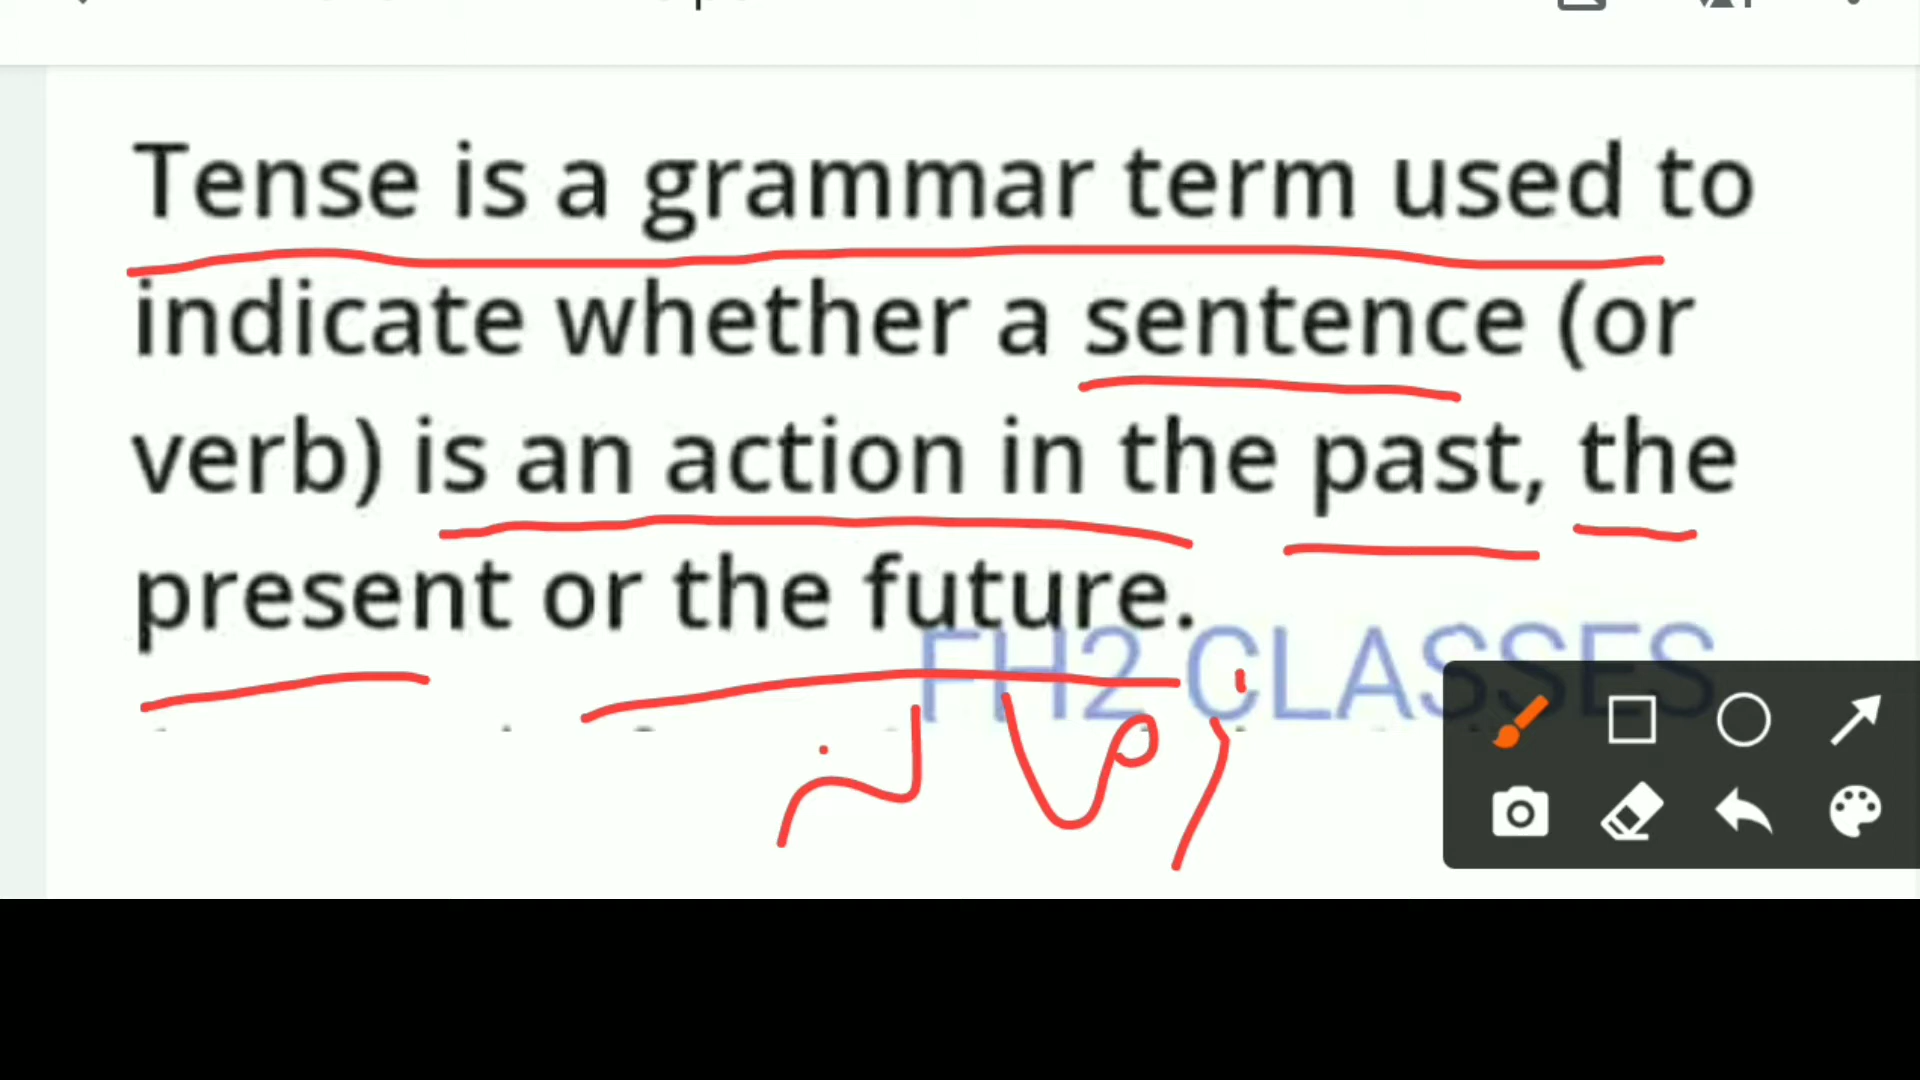 Tense is a grammar term used to
indicate whether a sentence (or
verb) is an action in the past, the
present or the future.
FH2 CLASSES
زمانہ